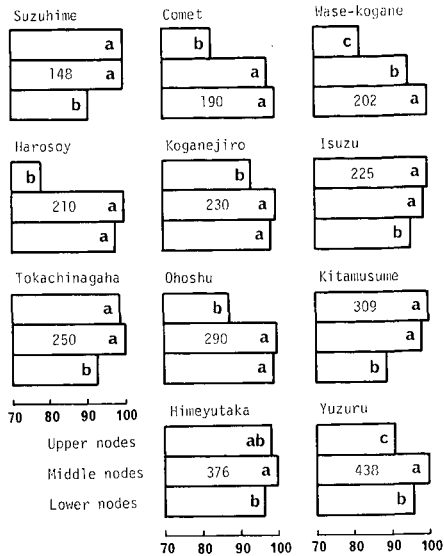 Suzuhime
a
148 a
b
Comet
b
a
190 a
Wase-kogane
c
b
202 a
Harosoy
b
210 a
a
Koganejiro
b
230 a
a
Isuzu
225 a
a
b
Tokachinagaha
a
250 a
b
Ohoshu
b
290 a
a
Kitamusume
309 a
a
b
70 80 90 100
Upper nodes
Middle nodes
Lower nodes
Himeyutaka
ab
376 a
b
70 80 90 100
Yuzuru
c
438 a
b
70 80 90 100